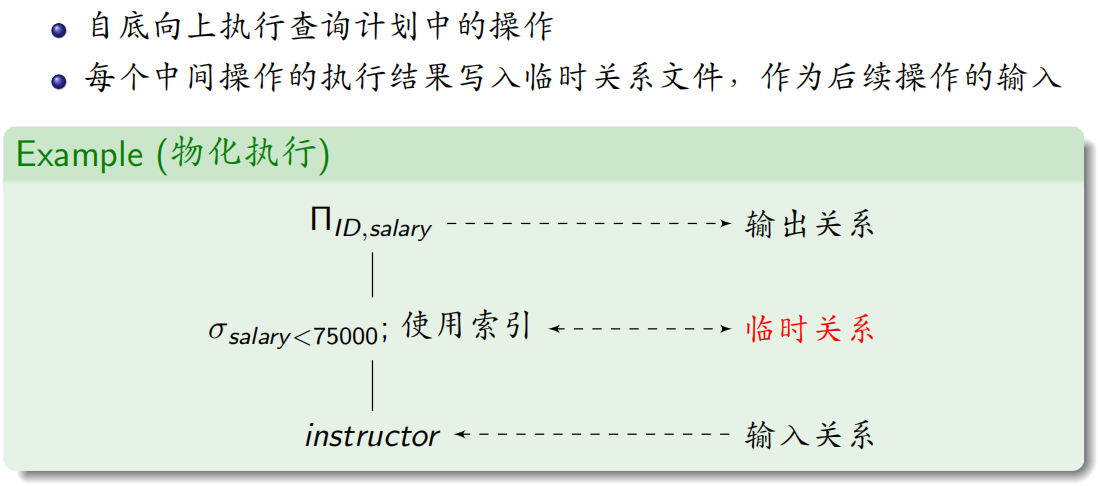 自底向上执行查询计划中的操作
每个中间操作的执行结果写入临时关系文件，作为后续操作的输入
Example (物化执行)
Π_{ID,salary} 输出关系
σ_{salary<75000}; 使用索引 临时关系
instructor 输入关系